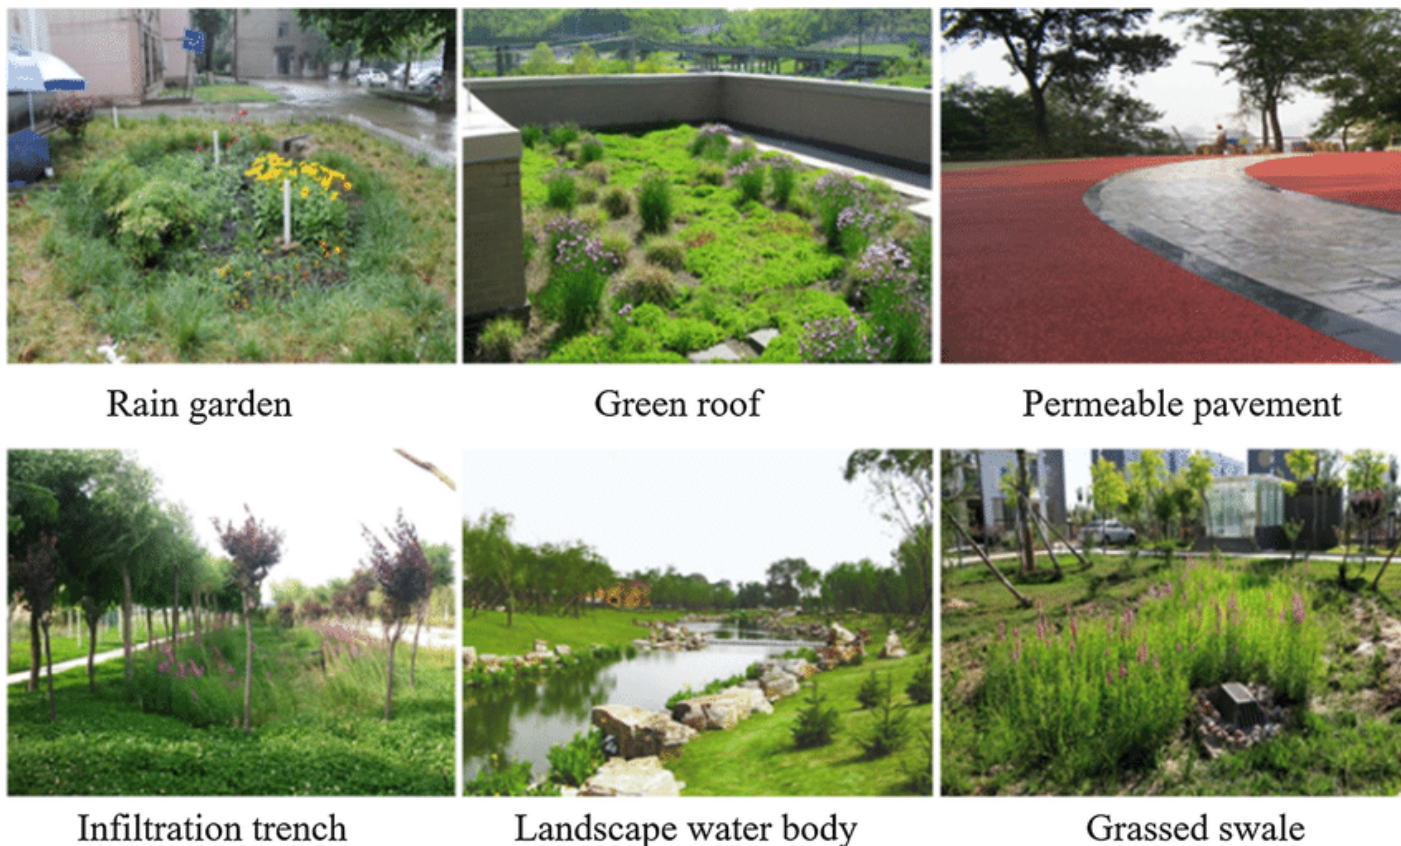 Rain garden
Green roof
Permeable pavement
Infiltration trench
Landscape water body
Grassed swale